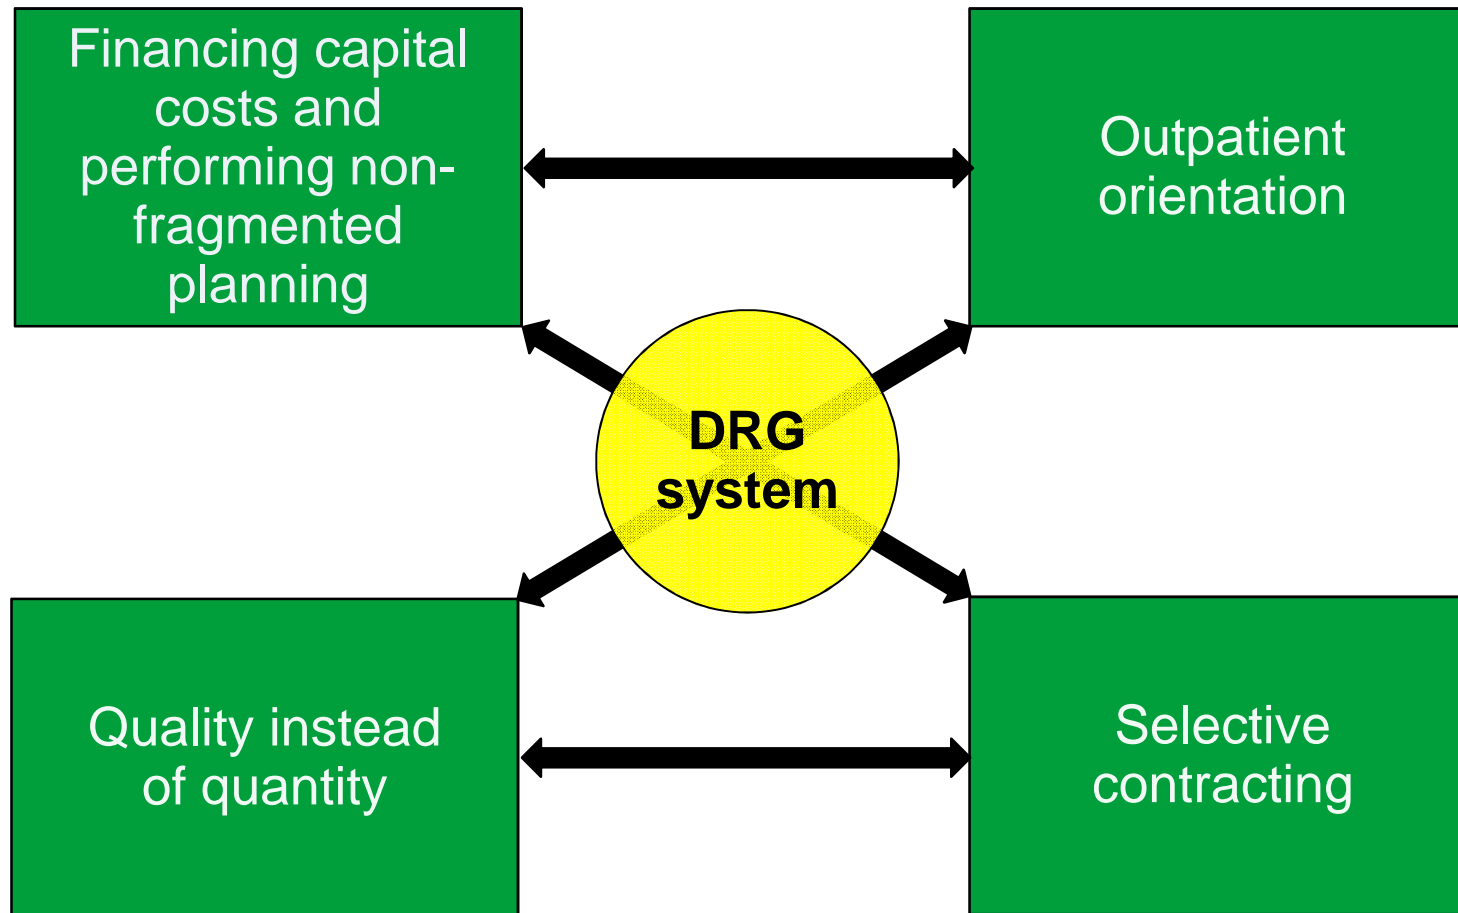 Financing capital
costs and
performing non-
fragmented
planning
Outpatient
orientation
DRG
system
Quality instead
of quantity
Selective
contracting